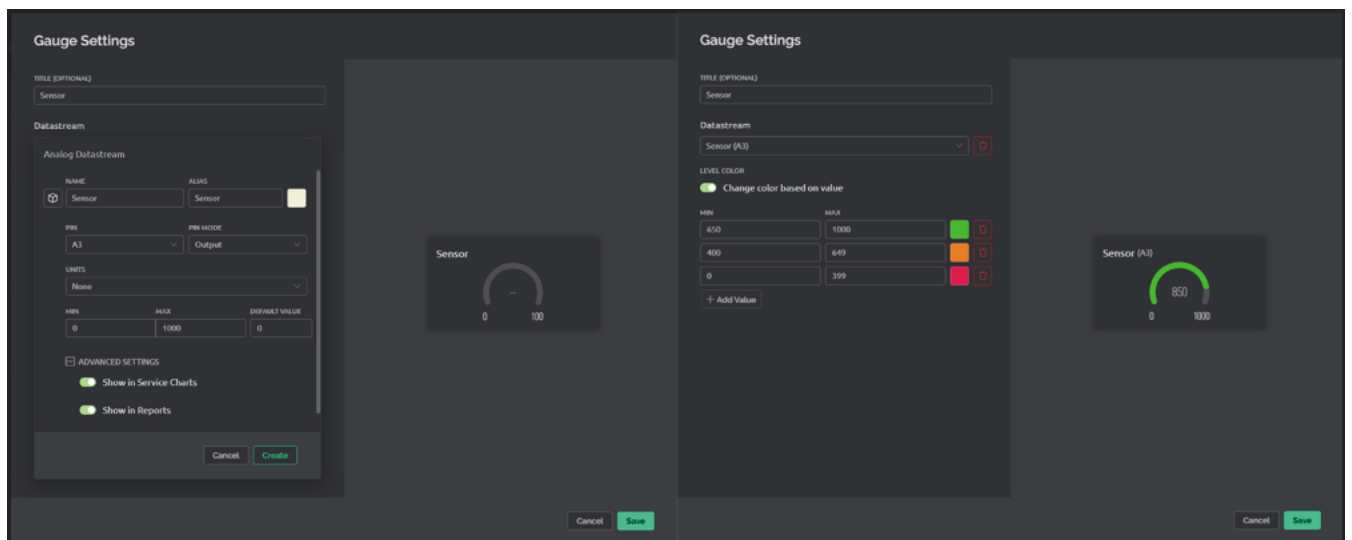 Gauge Settings
TITLE (OPTIONAL)
Sensor
Datastream
Analog Datastream
NAME ALIAS
Sensor Sensor
PIN PIN MODE
A3 Output
UNITS
None
MIN MAX DEFAULT VALUE
0 1000 0
ADVANCED SETTINGS
Show in Service Charts
Show in Reports
Cancel Create
Sensor
--
0 100
Cancel Save
Gauge Settings
TITLE (OPTIONAL)
Sensor
Datastream
Sensor (A3)
LEVEL COLOR
Change color based on value
MIN MAX
650 1000
400 649
0 399
+ Add Value
Sensor (A3)
850
0 1000
Cancel Save